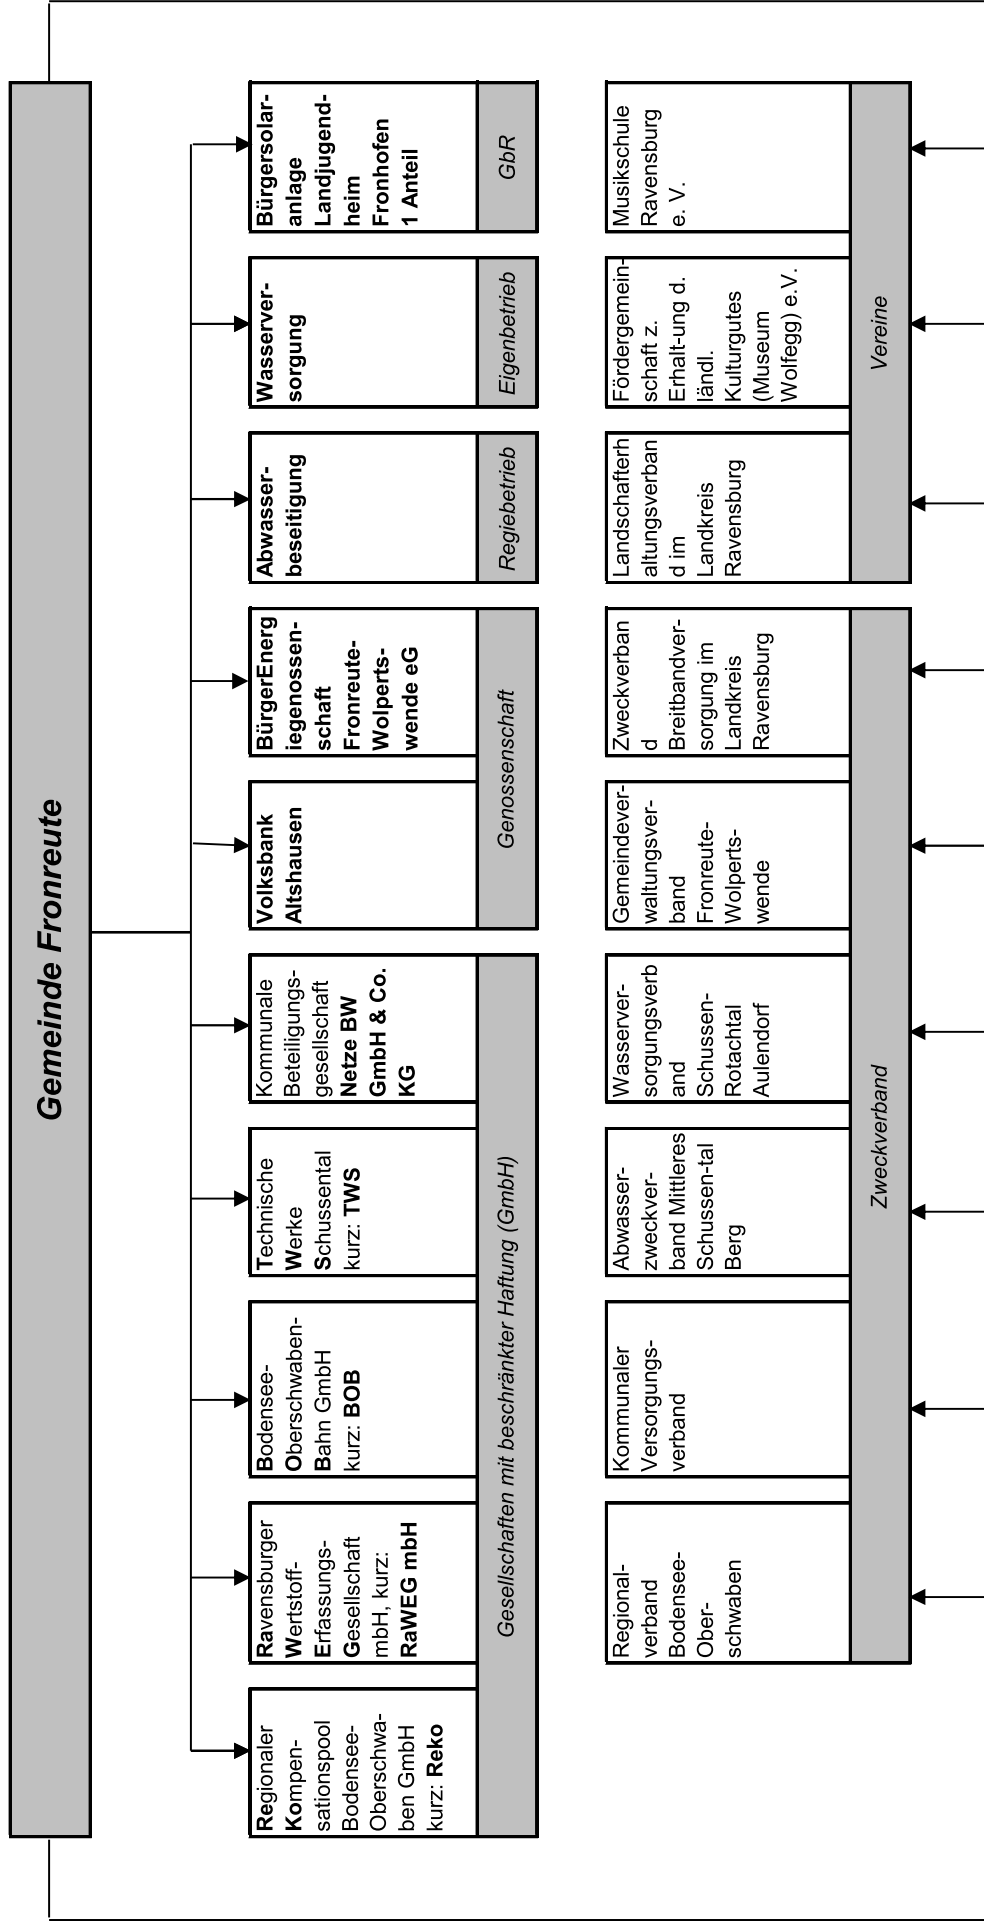 Gemeinde Fronreute
Regionaler
Kompen-
sationspool
Bodensee-
Oberschwa-
ben GmbH
kurz: Reko
Ravensburger
Wertstoff-
Erfassungs-
Gesellschaft
mbH, kurz:
RaWEG mbH
Bodensee-
Oberschwaben-
Bahn GmbH
kurz: BOB
Technische
Werke
Schussental
kurz: TWS
Kommunale
Beteiligungs-
gesellschaft
Netze BW
GmbH & Co.
KG
Volksbank
Altshausen
BürgerEnerg
iegenossen-
schaft
Fronreute-
Wolperts-
wende eG
Abwasser-
beseitigung
Wasserver-
sorgung
Bürgersolar-
anlage
Landjugend-
heim
Fronhofen
1 Anteil
Gesellschaften mit beschränkter Haftung (GmbH)
Genossenschaft
Regiebetrieb
Eigenbetrieb
GbR
Regional-
verband
Bodensee-
Ober-
schwaben
Kommunaler
Versorgungs-
verband
Abwasser-
zweckver-
band Mittleres
Schussen-tal
Berg
Wasserver-
sorgungsverb
and
Schussen-
Rotachtal
Aulendorf
Gemeindever-
waltungsver-
band
Fronreute-
Wolperts-
wende
Zweckverban
d
Breitbandver-
sorgung im
Landkreis
Ravensburg
Landschafterh
altungsverban
d im
Landkreis
Ravensburg
Fördergemein-
schaft z.
Erhalt-ung d.
ländl.
Kulturgutes
(Museum
Wolfegg) e.V.
Musikschule
Ravensburg
e. V.
Zweckverband
Vereine